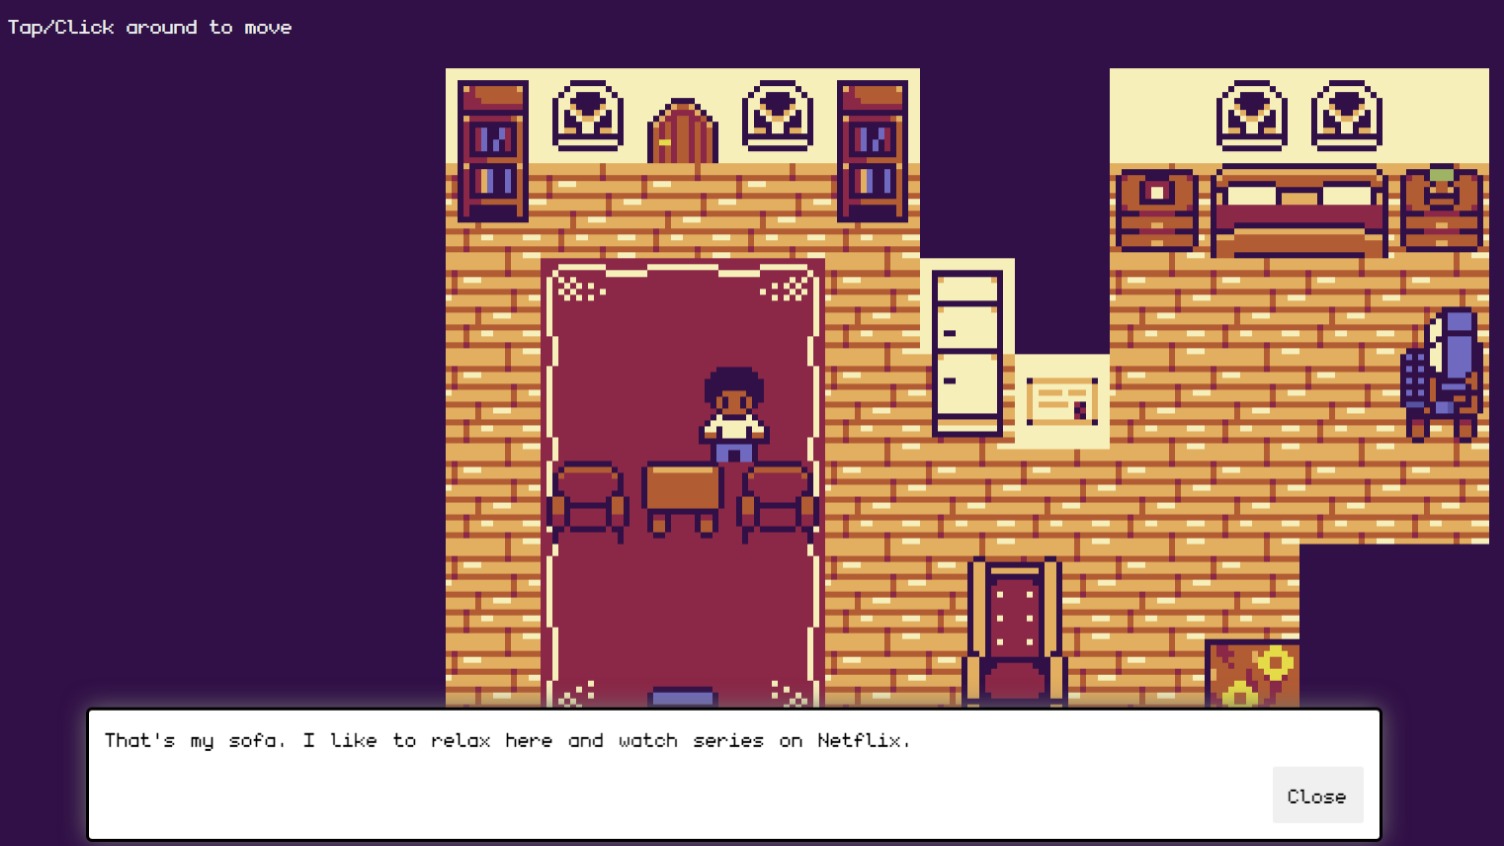 Tap/Click around to move
That's my sofa. I like to relax here and watch series on Netflix.
Close